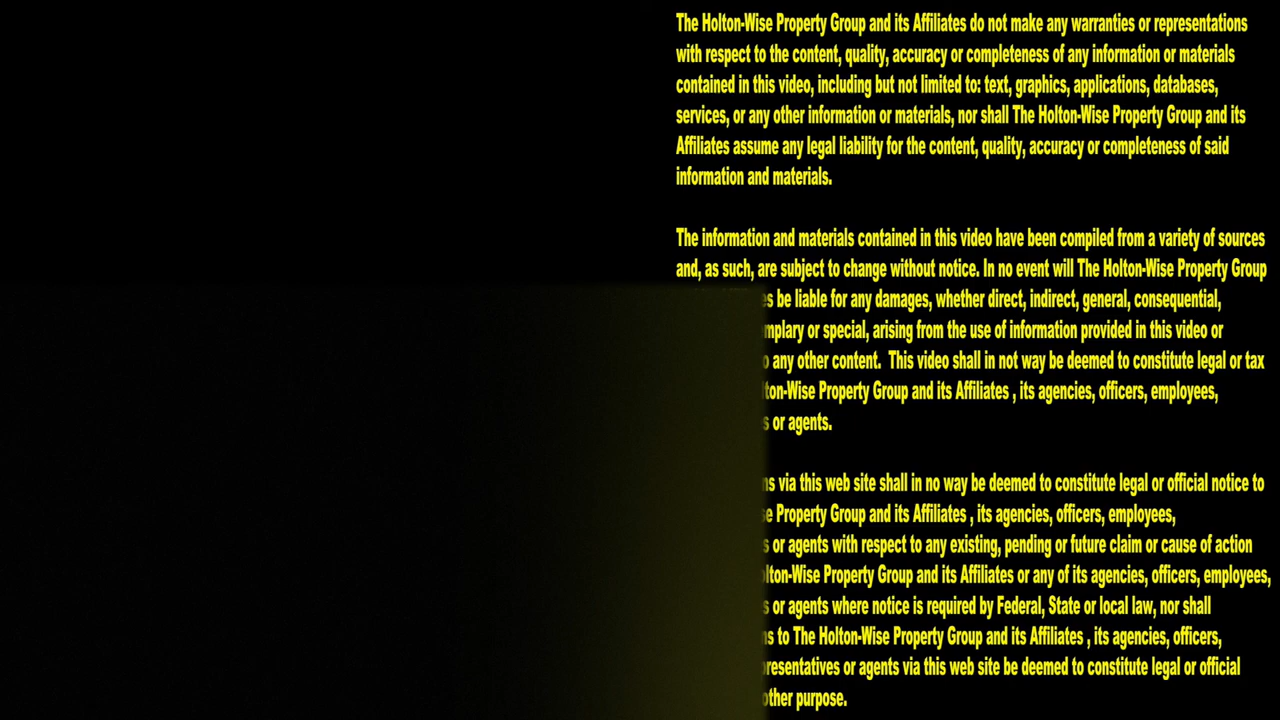 The Holton-Wise Property Group and its Affiliates do not make any warranties or representations
with respect to the content, quality, accuracy or completeness of any information or materials
contained in this video, including but not limited to: text, graphics, applications, databases,
services, or any other information or materials, nor shall The Holton-Wise Property Group and its
Affiliates assume any legal liability for the content, quality, accuracy or completeness of said
information and materials.
The information and materials contained in this video have been compiled from a variety of sources
and, as such, are subject to change without notice. In no event will The Holton-Wise Property Group
be liable for any damages, whether direct, indirect, general, consequential,
or special, arising from the use of information provided in this video or
any other content. This video shall in not way be deemed to constitute legal or tax
Property Group and its Affiliates , its agencies, officers, employees,
or agents.
via this web site shall in no way be deemed to constitute legal or official notice to
Property Group and its Affiliates , its agencies, officers, employees,
or agents with respect to any existing, pending or future claim or cause of action
Property Group and its Affiliates or any of its agencies, officers, employees,
or agents where notice is required by Federal, State or local law, nor shall
to The Holton-Wise Property Group and its Affiliates , its agencies, officers,
or agents via this web site be deemed to constitute legal or official
other purpose.